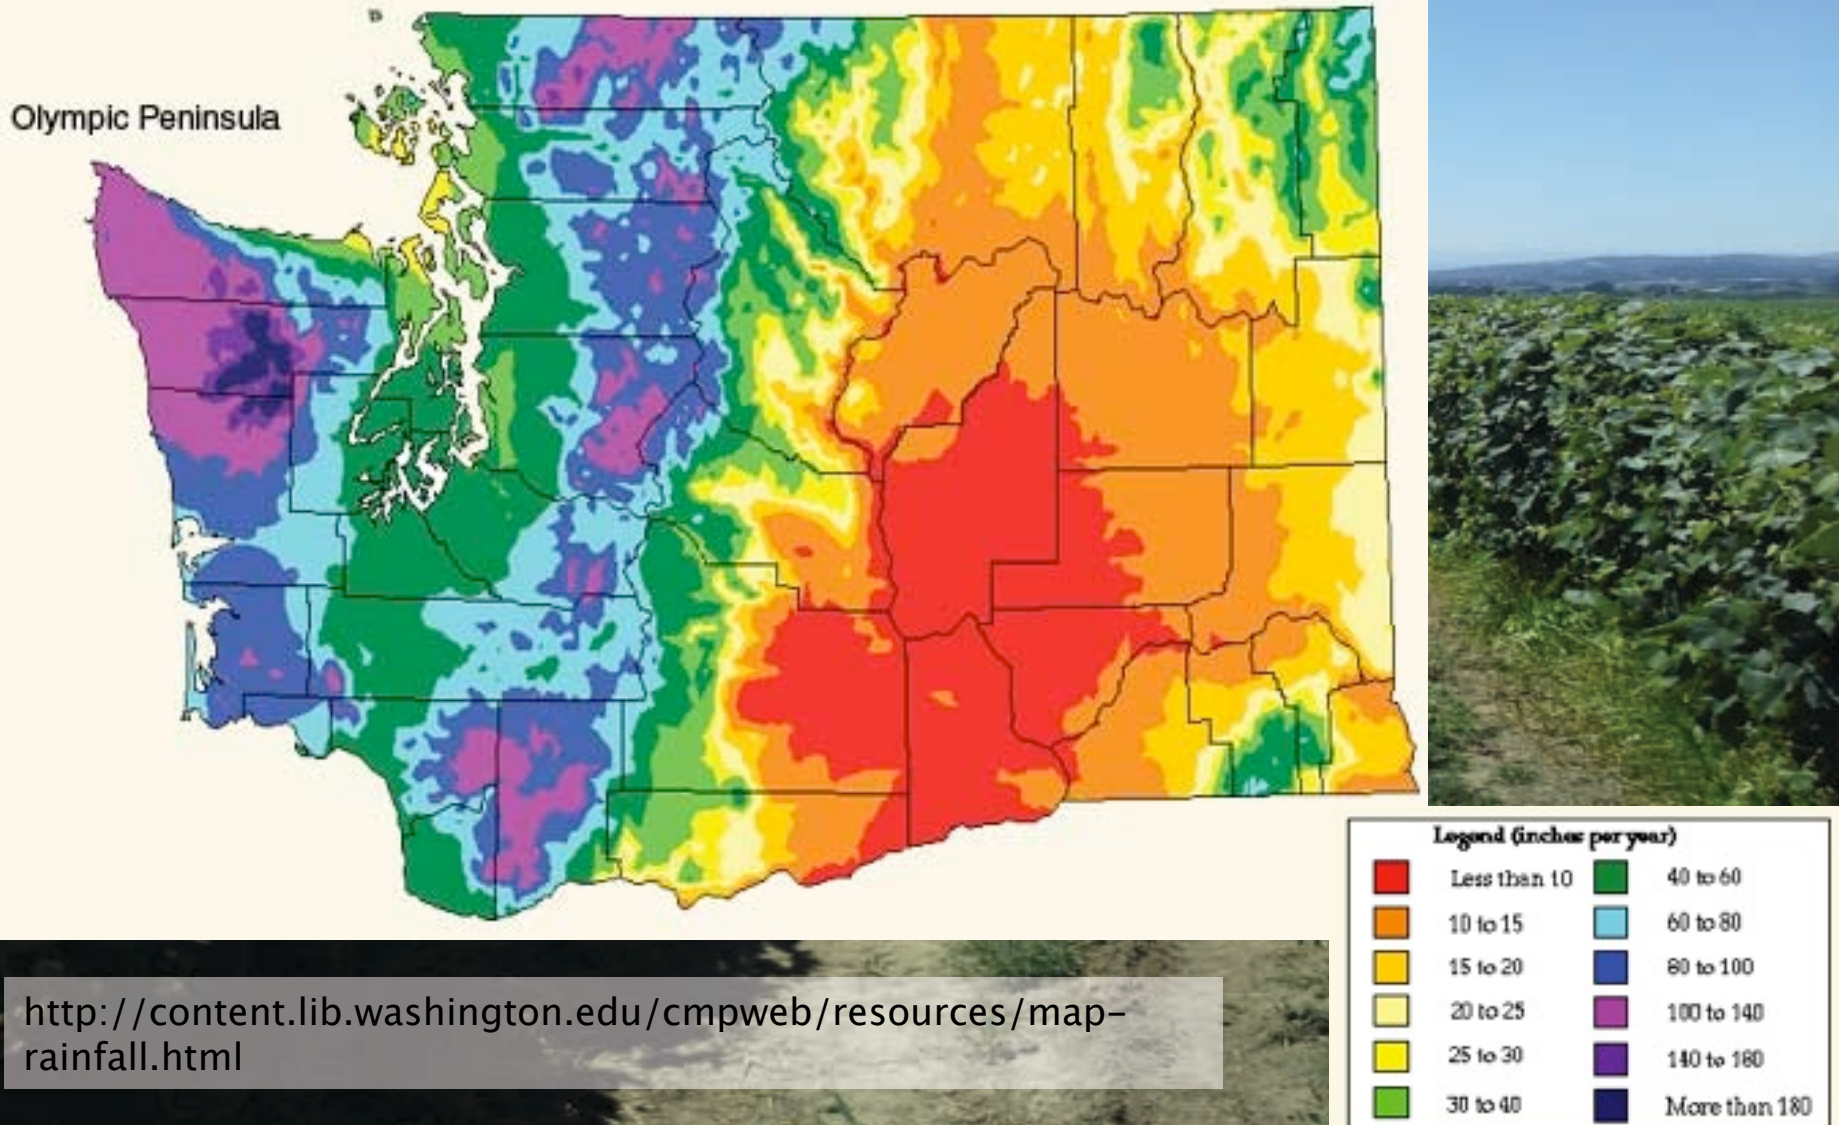 Olympic Peninsula
Legend (inches per year)
Less than 10
10 to 15
15 to 20
20 to 25
25 to 30
30 to 40
40 to 60
60 to 80
80 to 100
100 to 140
140 to 180
More than 180
http://content.lib.washington.edu/cmpweb/resources/map-
rainfall.html